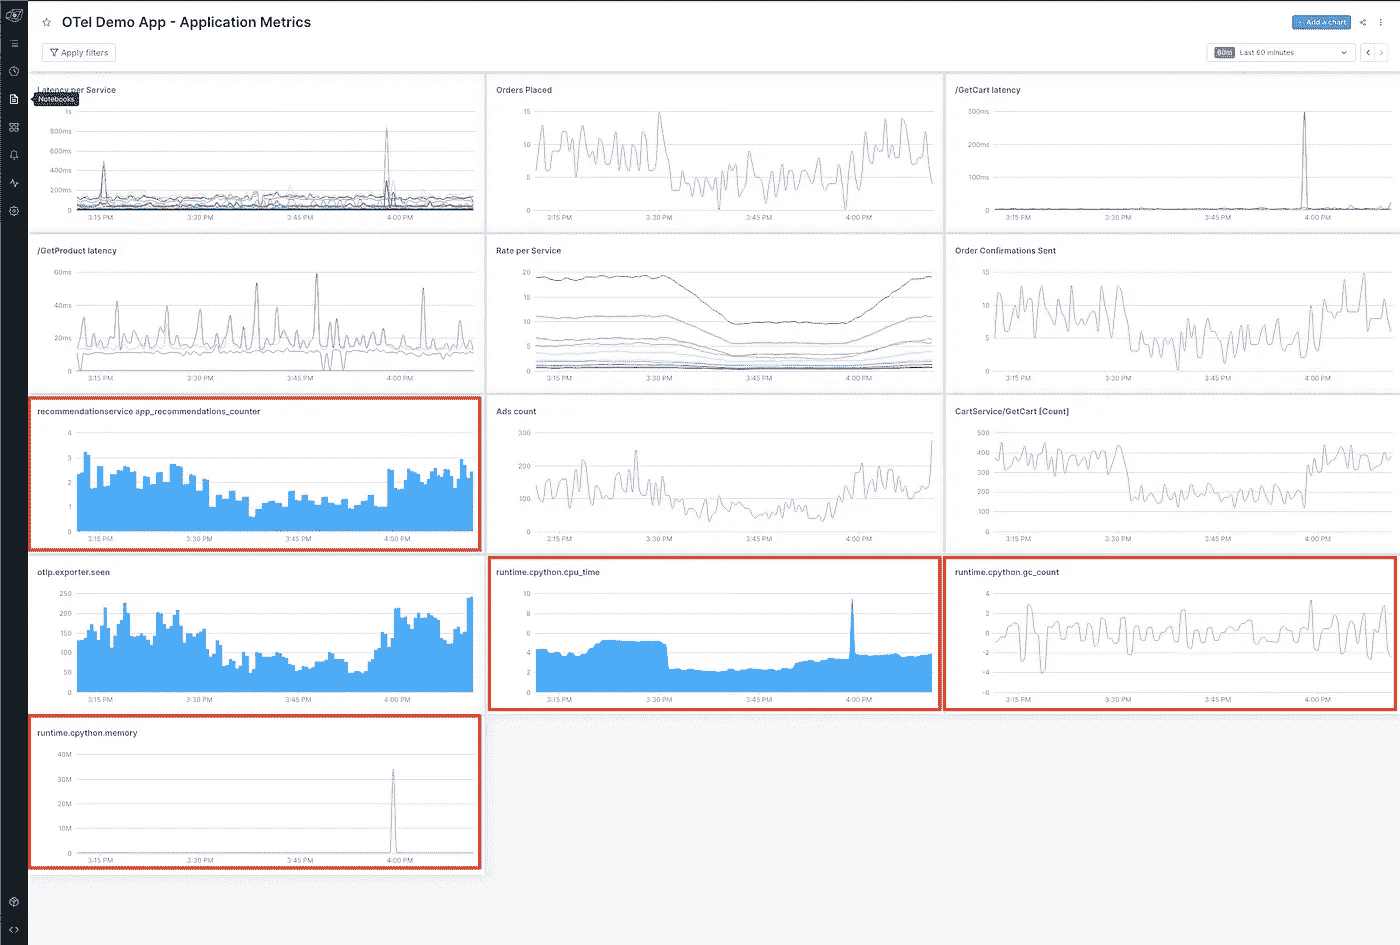 OTel Demo App - Application Metrics
+ Add a chart
Apply filters
60m Last 60 minutes
Latency per Service
Notebooks
1s
800ms
600ms
400ms
200ms
0
3:15 PM 3:30 PM 3:45 PM 4:00 PM
Orders Placed
15
10
5
0
3:15 PM 3:30 PM 3:45 PM 4:00 PM
/GetCart latency
300ms
200ms
100ms
0
3:15 PM 3:30 PM 3:45 PM 4:00 PM
/GetProduct latency
60ms
40ms
20ms
0
3:15 PM 3:30 PM 3:45 PM 4:00 PM
Rate per Service
20
15
10
5
0
3:15 PM 3:30 PM 3:45 PM 4:00 PM
Order Confirmations Sent
15
10
5
0
3:15 PM 3:30 PM 3:45 PM 4:00 PM
recommendationservice app_recommendations_counter
4
3
2
1
0
3:15 PM 3:30 PM 3:45 PM 4:00 PM
Ads count
300
200
100
0
3:15 PM 3:30 PM 3:45 PM 4:00 PM
CartService/GetCart [Count]
500
400
300
200
100
0
3:15 PM 3:30 PM 3:45 PM 4:00 PM
otlp.exporter.seen
250
200
150
100
50
0
3:15 PM 3:30 PM 3:45 PM 4:00 PM
runtime.cpython.cpu_time
10
8
6
4
2
0
3:15 PM 3:30 PM 3:45 PM 4:00 PM
runtime.cpython.gc_count
4
2
0
-2
-4
-6
3:15 PM 3:30 PM 3:45 PM 4:00 PM
runtime.cpython.memory
40M
30M
20M
10M
0
3:15 PM 3:30 PM 3:45 PM 4:00 PM